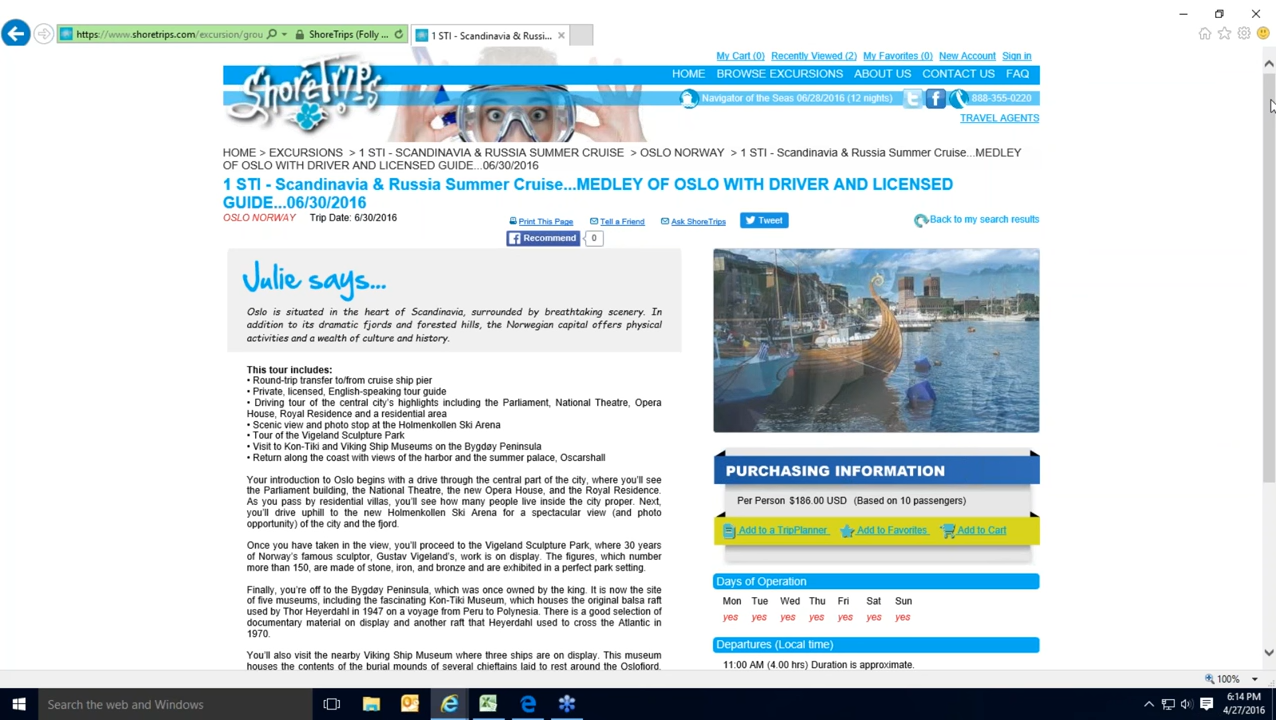 https://www.shoretrips.com/excursion/grou
ShoreTrips (Folly ...
1 STI - Scandinavia & Russi...
My Cart (0) Recently Viewed (2) My Favorites (0) New Account Sign in
ShoreTrips
HOME BROWSE EXCURSIONS ABOUT US CONTACT US FAQ
Navigator of the Seas 06/28/2016 (12 nights) 888-355-0220
TRAVEL AGENTS
HOME > EXCURSIONS > 1 STI - SCANDINAVIA & RUSSIA SUMMER CRUISE > OSLO NORWAY > 1 STI - Scandinavia & Russia Summer Cruise...MEDLEY
OF OSLO WITH DRIVER AND LICENSED GUIDE...06/30/2016
1 STI - Scandinavia & Russia Summer Cruise...MEDLEY OF OSLO WITH DRIVER AND LICENSED
GUIDE...06/30/2016
OSLO NORWAY Trip Date: 6/30/2016
Print This Page Tell a Friend Ask ShoreTrips Tweet
Back to my search results
Recommend 0
Julie says...
Oslo is situated in the heart of Scandinavia, surrounded by breathtaking scenery. In
addition to its dramatic fjords and forested hills, the Norwegian capital offers physical
activities and a wealth of culture and history.
This tour includes:
• Round-trip transfer to/from cruise ship pier
• Private, licensed, English-speaking tour guide
• Driving tour of the central city's highlights including the Parliament, National Theatre, Opera
House, Royal Residence and a residential area
• Scenic view and photo stop at the Holmenkollen Ski Arena
• Tour of the Vigeland Sculpture Park
• Visit to Kon-Tiki and Viking Ship Museums on the Bygdøy Peninsula
• Return along the coast with views of the harbor and the summer palace, Oscarshall
Your introduction to Oslo begins with a drive through the central part of the city, where you'll see
the Parliament building, the National Theatre, the new Opera House, and the Royal Residence.
As you pass by residential villas, you'll see how many people live inside the city proper. Next,
you'll drive uphill to the new Holmenkollen Ski Arena for a spectacular view (and photo
opportunity) of the city and the fjord.
Once you have taken in the view, you'll proceed to the Vigeland Sculpture Park, where 30 years
of Norway's famous sculptor, Gustav Vigeland's, work is on display. The figures, which number
more than 150, are made of stone, iron, and bronze and are exhibited in a perfect park setting.
Finally, you're off to the Bygdøy Peninsula, which was once owned by the king. It is now the site
of five museums, including the fascinating Kon-Tiki Museum, which houses the original balsa raft
used by Thor Heyerdahl in 1947 on a voyage from Peru to Polynesia. There is a good selection of
documentary material on display and another raft that Heyerdahl used to cross the Atlantic in
1970.
You'll also visit the nearby Viking Ship Museum where three ships are on display. This museum
houses the contents of the burial mounds of several chieftains laid to rest around the Oslofjord,
PURCHASING INFORMATION
Per Person $186.00 USD (Based on 10 passengers)
Add to a TripPlanner Add to Favorites Add to Cart
Days of Operation
Mon Tue Wed Thu Fri Sat Sun
yes yes yes yes yes yes yes
Departures (Local time)
11:00 AM (4.00 hrs) Duration is approximate.
100%
Search the web and Windows
6:14 PM
4/27/2016